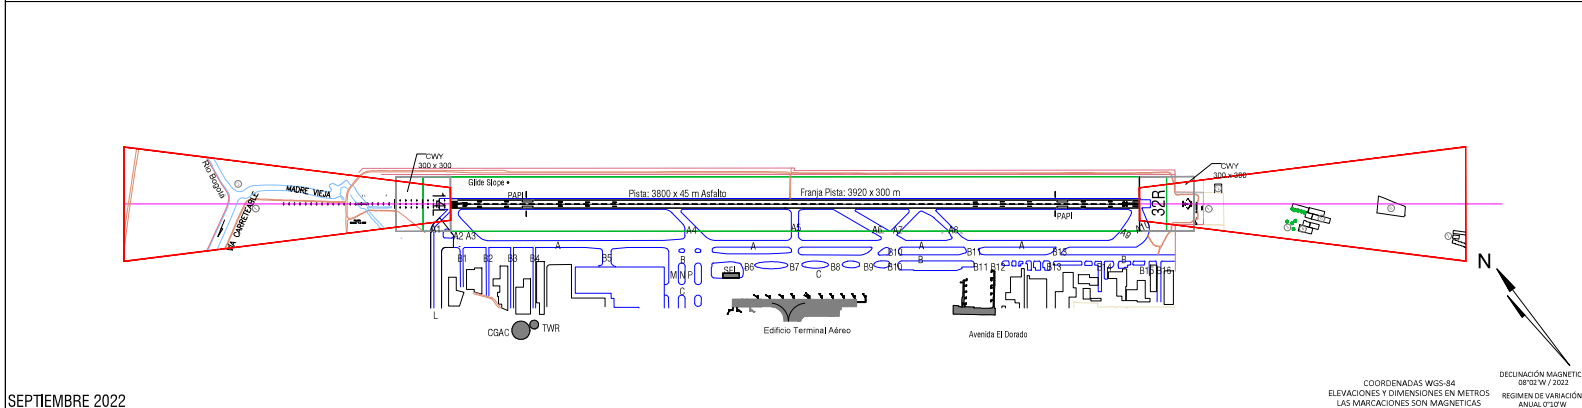 CWY
300 x 300
CWY
300 x 300
Río Bogotá
MADRE VIEJA
VIA CARRETEABLE
Glide Slope
PAPI
Pista: 3800 x 45 m Asfalto
Franja Pista: 3920 x 300 m
PAPI
32R
A1
A2
A3
A4
A5
A6
A7
A8
A9
A10
A
A
A
A
B1
B2
B3
B4
B5
B
B10
B11
B13
M
N
P
SEI
B6
B7
C
B8
B9
B10
B
B11
B12
B13
B14
B
B15
B16
C
L
CGAC
TWR
Edificio Terminal Aéreo
Avenida El Dorado
N
DECLINACIÓN MAGNETIC
08°02'W / 2022
REGIMEN DE VARIACIÓN
ANUAL 0°10'W
COORDENADAS WGS-84
ELEVACIONES Y DIMENSIONES EN METROS
LAS MARCACIONES SON MAGNETICAS
SEPTIEMBRE 2022